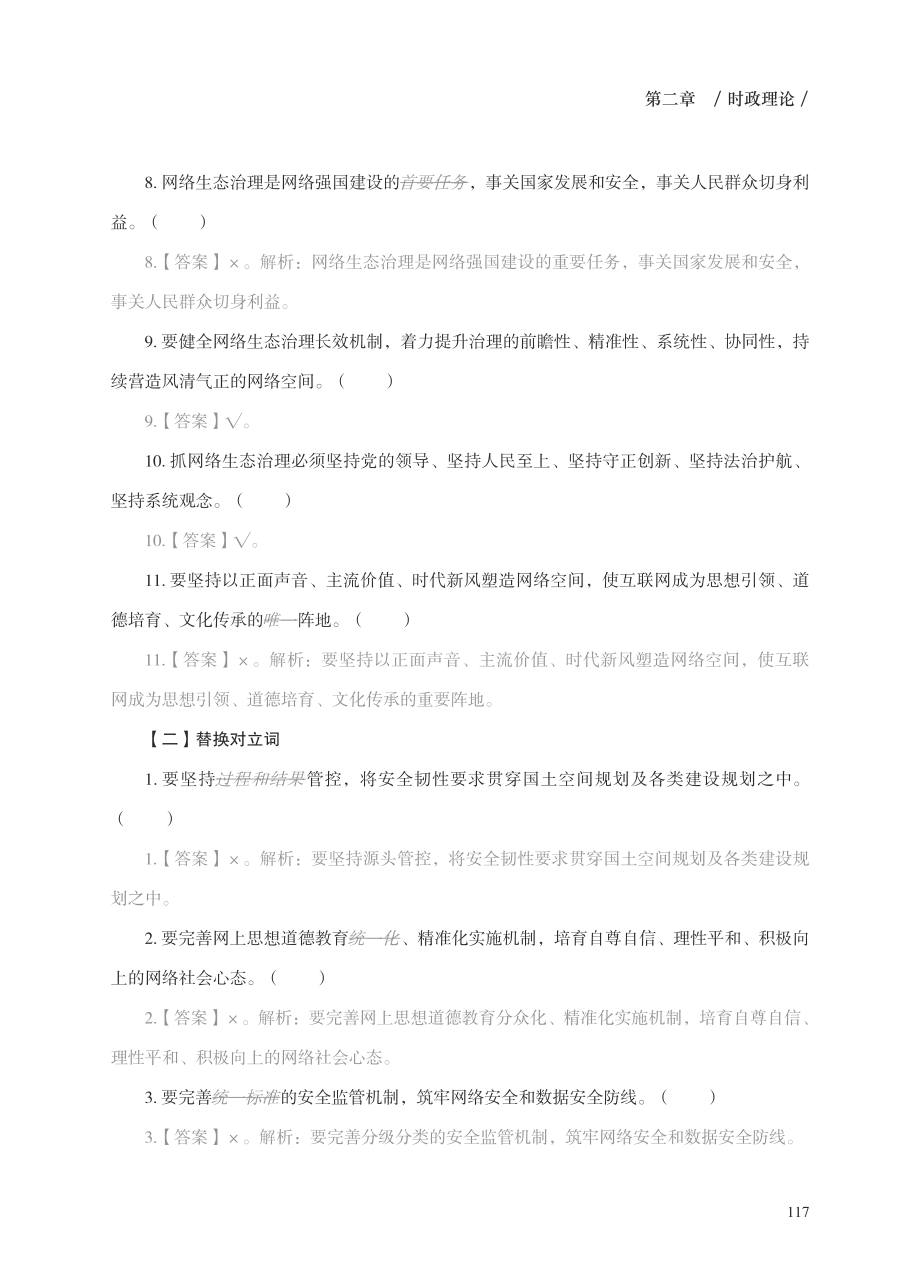 第二章 / 时政理论 /
8. 网络生态治理是网络强国建设的首要任务，事关国家发展和安全，事关人民群众切身利
益。（  ）
8.【答案】×。解析：网络生态治理是网络强国建设的重要任务，事关国家发展和安全，
事关人民群众切身利益。
9. 要健全网络生态治理长效机制，着力提升治理的前瞻性、精准性、系统性、协同性，持
续营造风清气正的网络空间。（  ）
9.【答案】√。
10. 抓网络生态治理必须坚持党的领导、坚持人民至上、坚持守正创新、坚持法治护航、
坚持系统观念。（  ）
10.【答案】√。
11. 要坚持以正面声音、主流价值、时代新风塑造网络空间，使互联网成为思想引领、道
德培育、文化传承的唯一阵地。（  ）
11.【答案】×。解析：要坚持以正面声音、主流价值、时代新风塑造网络空间，使互联
网成为思想引领、道德培育、文化传承的重要阵地。
【二】替换对立词
1. 要坚持过程和结果管控，将安全韧性要求贯穿国土空间规划及各类建设规划之中。
（  ）
1.【答案】×。解析：要坚持源头管控，将安全韧性要求贯穿国土空间规划及各类建设规
划之中。
2. 要完善网上思想道德教育统一化、精准化实施机制，培育自尊自信、理性平和、积极向
上的网络社会心态。（  ）
2.【答案】×。解析：要完善网上思想道德教育分众化、精准化实施机制，培育自尊自信、
理性平和、积极向上的网络社会心态。
3. 要完善统一标准的安全监管机制，筑牢网络安全和数据安全防线。（  ）
3.【答案】×。解析：要完善分级分类的安全监管机制，筑牢网络安全和数据安全防线。
117